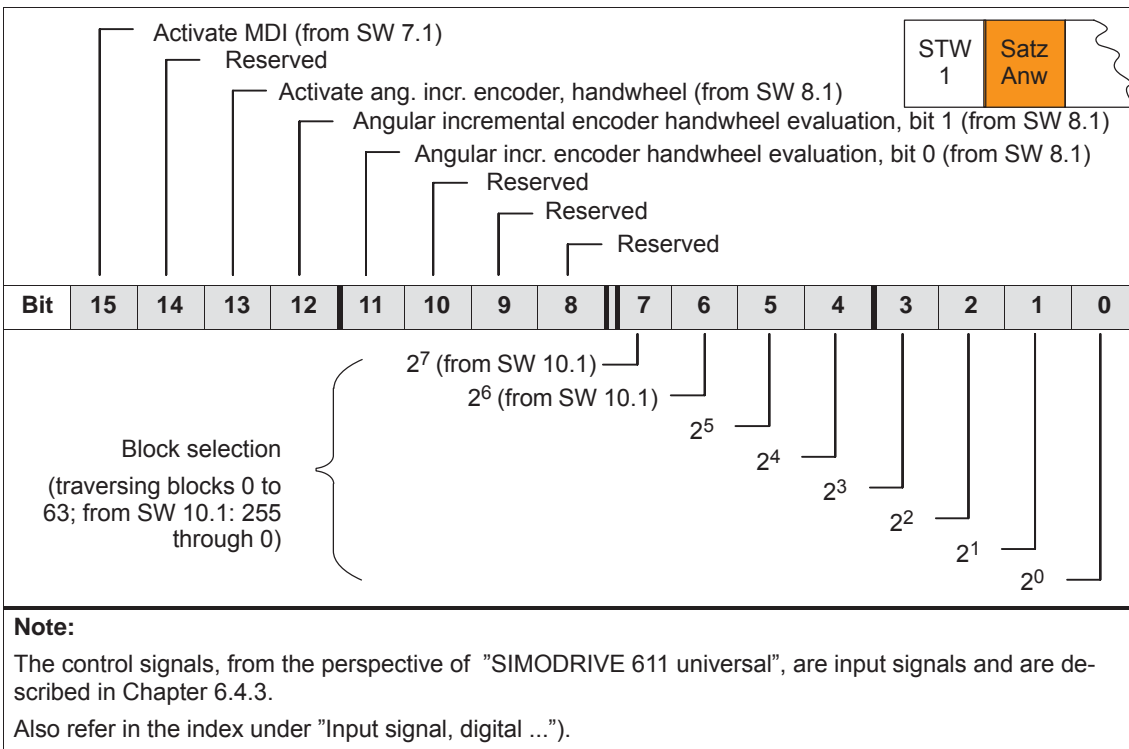 Activate MDI (from SW 7.1)
Reserved
Activate ang. incr. encoder, handwheel (from SW 8.1)
Angular incremental encoder handwheel evaluation, bit 1 (from SW 8.1)
Angular incr. encoder handwheel evaluation, bit 0 (from SW 8.1)
Reserved
Reserved
Reserved
STW
1
Satz
Anw
Bit 15 14 13 12 11 10 9 8 7 6 5 4 3 2 1 0
2⁷ (from SW 10.1)
2⁶ (from SW 10.1)
2⁵
2⁴
2³
2²
2¹
2⁰
Block selection
(traversing blocks 0 to
63; from SW 10.1: 255
through 0)
Note:
The control signals, from the perspective of ”SIMODRIVE 611 universal”, are input signals and are de-
scribed in Chapter 6.4.3.
Also refer in the index under ”Input signal, digital ...”).